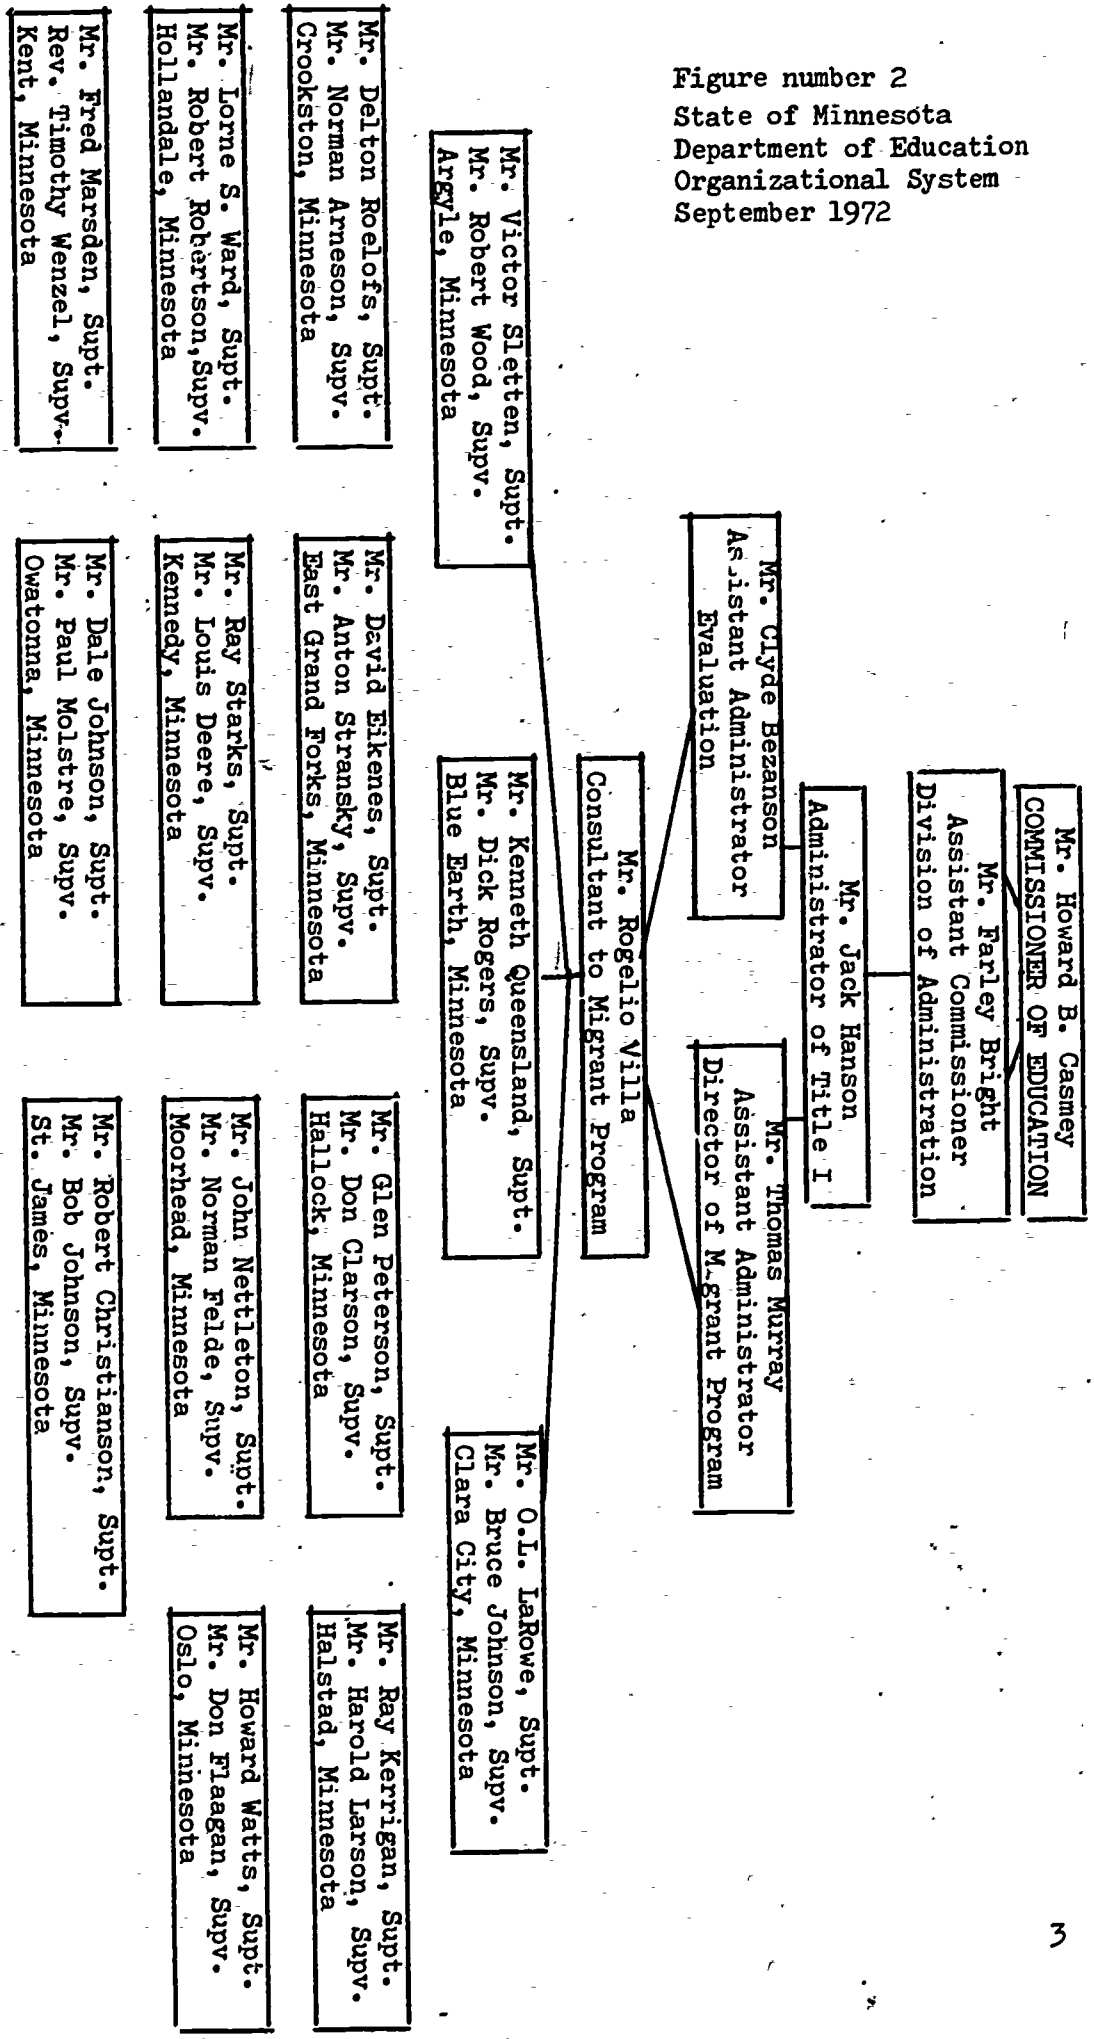 Figure number 2
State of Minnesota
Department of Education
Organizational System
September 1972
Mr. Howard B. Casmey
COMMISSIONER OF EDUCATION
Mr. Farley Bright
Assistant Commissioner
Division of Administration
Mr. Jack Hanson
Administrator of Title I
Mr. Clyde Bezanson
Assistant Administrator
Evaluation
Mr. Thomas Murray
Assistant Administrator
Director of Migrant Program
Mr. Rogelio Villa
Consultant to Migrant Program
Mr. Victor Sletten, Supt.
Mr. Robert Wood, Supv.
Argyle, Minnesota
Mr. Kenneth Queensland, Supt.
Mr. Dick Rogers, Supv.
Blue Earth, Minnesota
Mr. O.L. LaRowe, Supt.
Mr. Bruce Johnson, Supv.
Clara City, Minnesota
Mr. Delton Roelofs, Supt.
Mr. Norman Arneson, Supv.
Crookston, Minnesota
Mr. David Eikenes, Supt.
Mr. Anton Stransky, Supv.
East Grand Forks, Minnesota
Mr. Glen Peterson, Supt.
Mr. Don Clarson, Supv.
Hallock, Minnesota
Mr. Ray Kerrigan, Supt.
Mr. Harold Larson, Supv.
Halstad, Minnesota
Mr. Lorne S. Ward, Supt.
Mr. Robert Robertson,Supv.
Hollandale, Minnesota
Mr. Ray Starks, Supt.
Mr. Louis Deere, Supv.
Kennedy, Minnesota
Mr. John Nettleton, Supt.
Mr. Norman Felde, Supv.
Moorhead, Minnesota
Mr. Howard Watts, Supt.
Mr. Don Flaagan, Supv.
Oslo, Minnesota
Mr. Fred Marsden, Supt.
Rev. Timothy Wenzel, Supv.
Kent, Minnesota
Mr. Dale Johnson, Supt.
Mr. Paul Molstre, Supv.
Owatonna, Minnesota
Mr. Robert Christianson, Supt.
Mr. Bob Johnson, Supv.
St. James, Minnesota
3